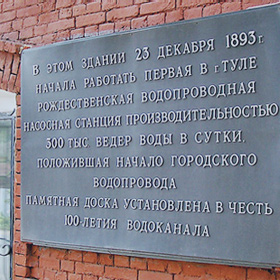 В ЭТОМ ЗДАНИИ 23 ДЕКАБРЯ 1893г.
НАЧАЛА РАБОТАТЬ ПЕРВАЯ В г.ТУЛЕ
РОЖДЕСТВЕНСКАЯ ВОДОПРОВОДНАЯ
НАСОСНАЯ СТАНЦИЯ ПРОИЗВОДИТЕЛЬНОСТЬЮ
300 ТЫС ВЕДЕР ВОДЫ В СУТКИ,
ПОЛОЖИВШАЯ НАЧАЛО ГОРОДСКОГО
ВОДОПРОВОДА
ПАМЯТНАЯ ДОСКА УСТАНОВЛЕНА В ЧЕСТЬ
100-ЛЕТИЯ ВОДОКАНАЛА